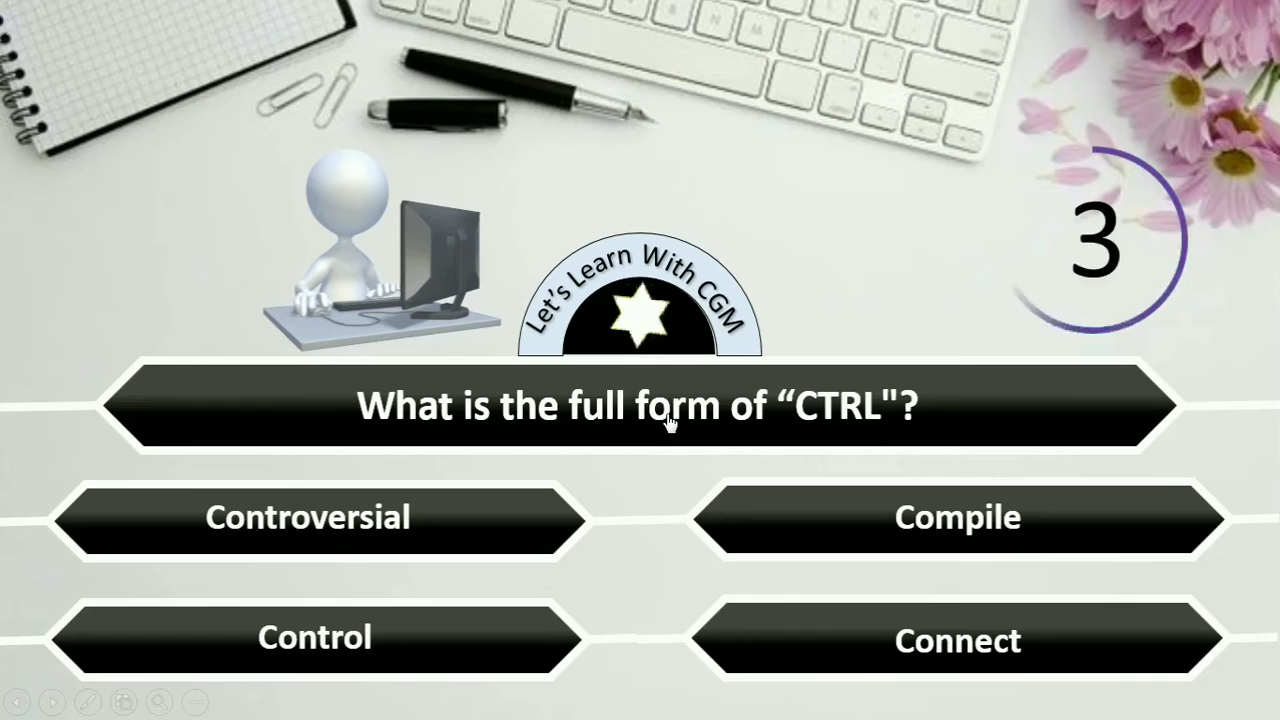 3
Let's Learn With CGM
What is the full form of “CTRL"?
Controversial
Compile
Control
Connect